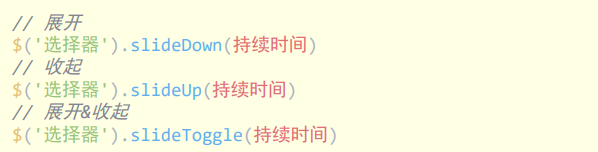 // 展开
$('选择器').slideDown(持续时间)
// 收起
$('选择器').slideUp(持续时间)
// 展开&收起
$('选择器').slideToggle(持续时间)